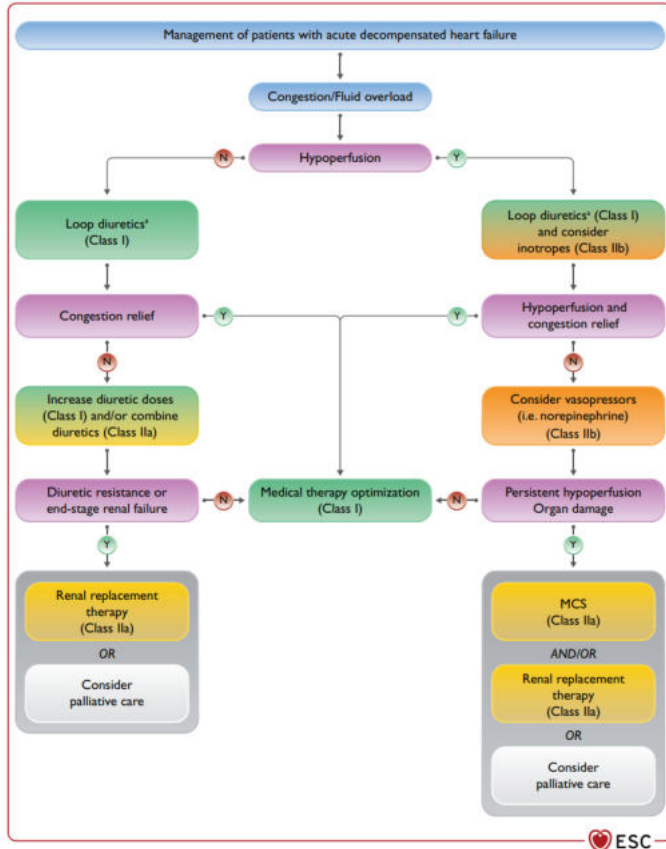 Management of patients with acute decompensated heart failure
Congestion/Fluid overload
N
Hypoperfusion
Y
Loop diureticsᵃ
(Class I)
Loop diureticsᵃ (Class I)
and consider
inotropes (Class IIb)
Congestion relief
Y
Y
Hypoperfusion and
congestion relief
N
N
Increase diuretic doses
(Class I) and/or combine
diuretics (Class IIa)
Consider vasopressors
(i.e. norepinephrine)
(Class IIb)
Diuretic resistance or
end-stage renal failure
N
Medical therapy optimization
(Class I)
N
Persistent hypoperfusion
Organ damage
Y
Y
Renal replacement
therapy
(Class IIa)
OR
Consider
palliative care
MCS
(Class IIa)
AND/OR
Renal replacement
therapy
(Class IIa)
OR
Consider
palliative care
ESC